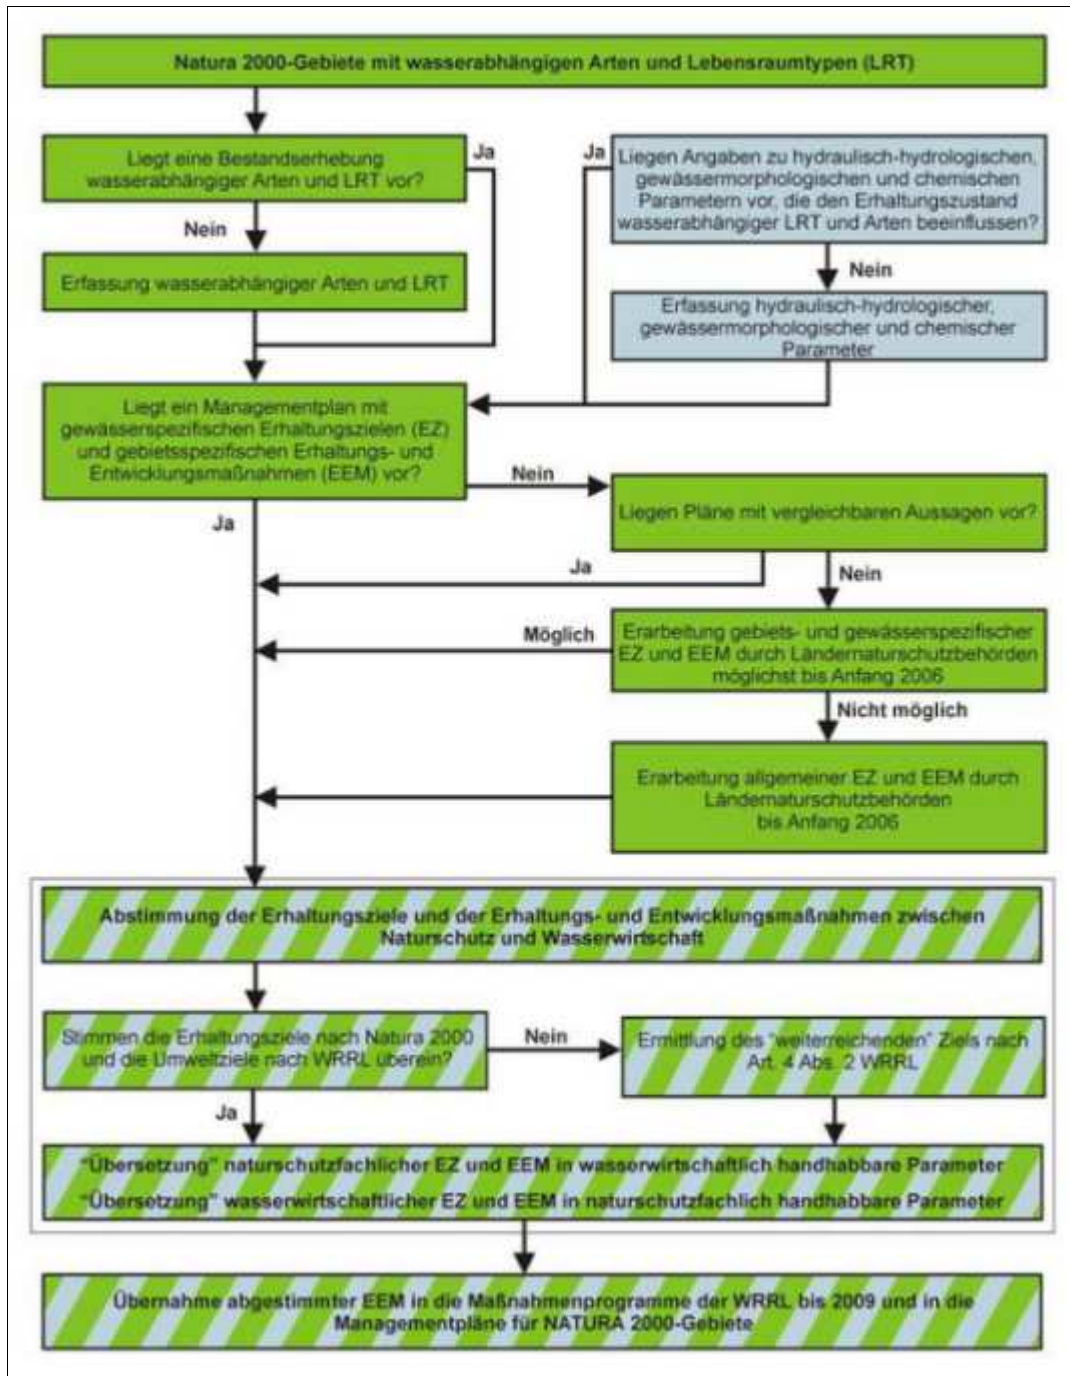 Natura 2000-Gebiete mit wasserabhängigen Arten und Lebensraumtypen (LRT)
Liegt eine Bestandserhebung
wasserabhängiger Arten und LRT vor?
Ja
Nein
Erfassung wasserabhängiger Arten und LRT
Ja
Liegen Angaben zu hydraulisch-hydrologischen,
gewässermorphologischen und chemischen
Parametern vor, die den Erhaltungszustand
wasserabhängiger LRT und Arten beeinflussen?
Nein
Erfassung hydraulisch-hydrologischer,
gewässermorphologischer und chemischer
Parameter
Liegt ein Managementplan mit
gewässerspezifischen Erhaltungszielen (EZ)
und gebietsspezifischen Erhaltungs- und
Entwicklungsmaßnahmen (EEM) vor?
Nein
Ja
Liegen Pläne mit vergleichbaren Aussagen vor?
Ja
Nein
Möglich
Erarbeitung gebiets- und gewässerspezifischer
EZ und EEM durch Ländernaturschutzbehörden
möglichst bis Anfang 2006
Nicht möglich
Erarbeitung allgemeiner EZ und EEM durch
Ländernaturschutzbehörden
bis Anfang 2006
Abstimmung der Erhaltungsziele und der Erhaltungs- und Entwicklungsmaßnahmen zwischen
Naturschutz und Wasserwirtschaft
Stimmen die Erhaltungsziele nach Natura 2000
und die Umweltziele nach WRRL überein?
Nein
Ermittlung des "weiterreichenden" Ziels nach
Art. 4 Abs. 2 WRRL
Ja
"Übersetzung" naturschutzfachlicher EZ und EEM in wasserwirtschaftlich handhabbare Parameter
"Übersetzung" wasserwirtschaftlicher EZ und EEM in naturschutzfachlich handhabbare Parameter
Übernahme abgestimmter EEM in die Maßnahmenprogramme der WRRL bis 2009 und in die
Managementpläne für NATURA 2000-Gebiete